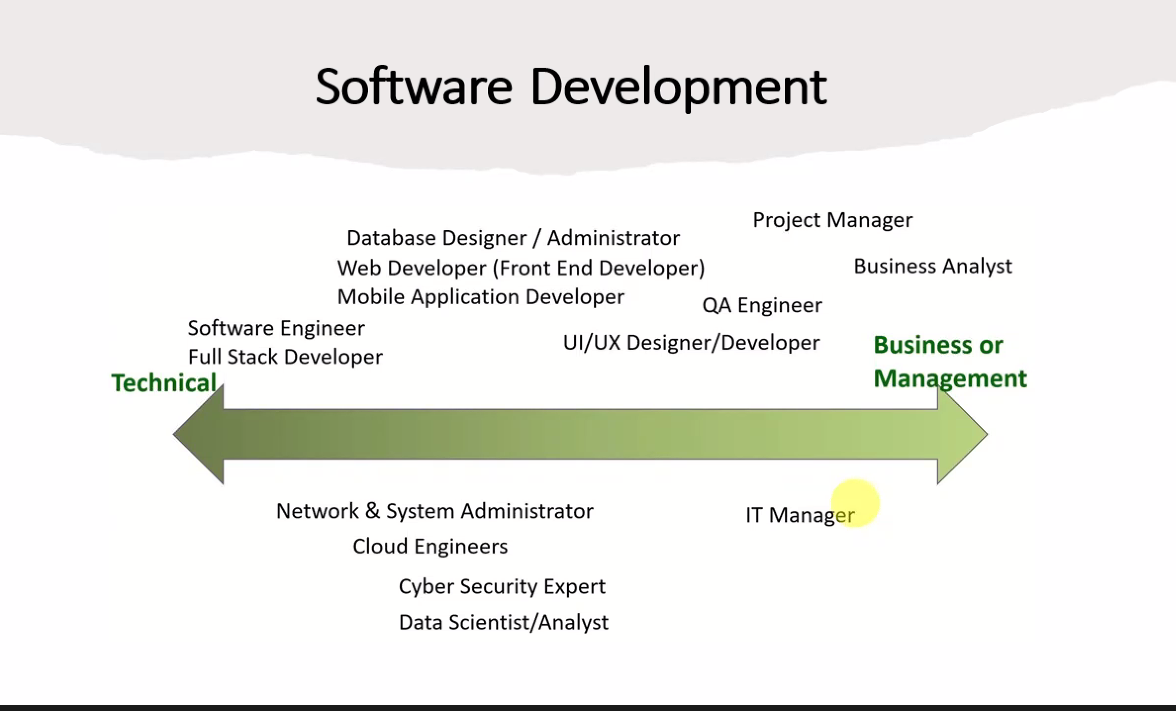 Software Development
Project Manager
Database Designer / Administrator
Business Analyst
Web Developer (Front End Developer)
Mobile Application Developer
QA Engineer
Software Engineer
UI/UX Designer/Developer
Full Stack Developer
Business or
Management
Technical
Network & System Administrator
IT Manager
Cloud Engineers
Cyber Security Expert
Data Scientist/Analyst